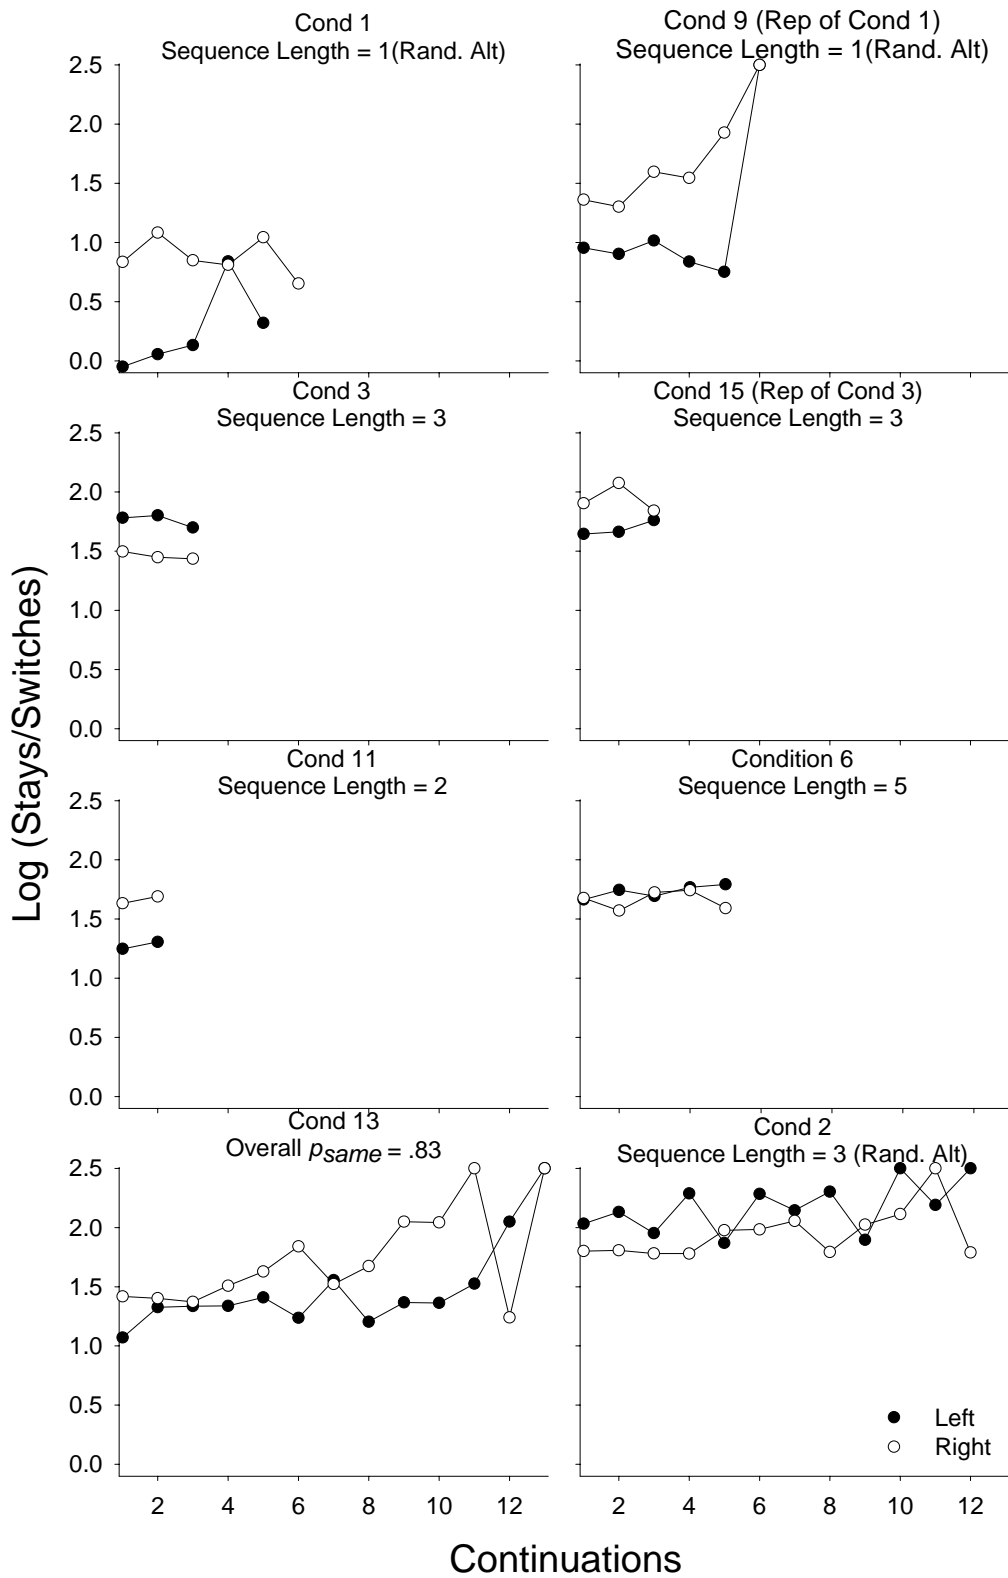 Cond 1
Sequence Length = 1(Rand. Alt)
Cond 9 (Rep of Cond 1)
Sequence Length = 1(Rand. Alt)
2.5
2.0
1.5
1.0
0.5
0.0
Cond 3
Sequence Length = 3
Cond 15 (Rep of Cond 3)
Sequence Length = 3
2.5
2.0
1.5
1.0
0.5
0.0
Log (Stays/Switches)
Cond 11
Sequence Length = 2
Condition 6
Sequence Length = 5
2.5
2.0
1.5
1.0
0.5
0.0
Cond 13
Overall psame = .83
Cond 2
Sequence Length = 3 (Rand. Alt)
2.5
2.0
1.5
1.0
0.5
0.0
Left
Right
2 4 6 8 10 12
2 4 6 8 10 12
Continuations